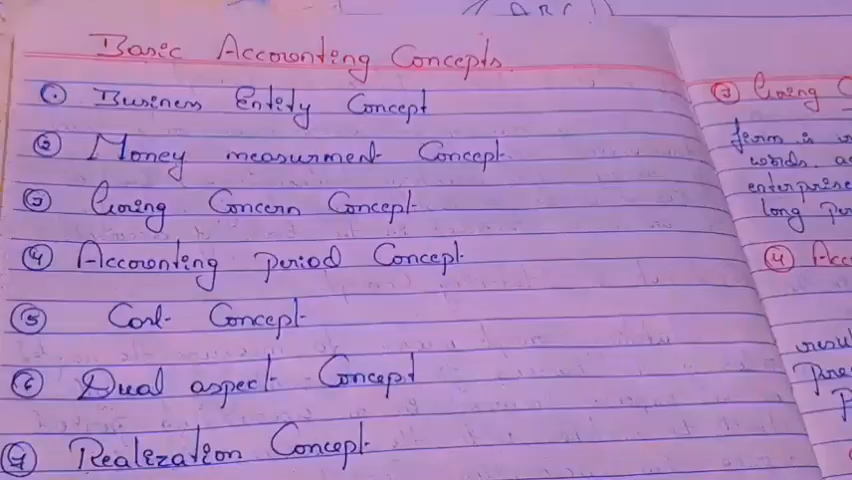 Basic Accounting Concepts
① Business Entity Concept
② Money measurment Concept
③ Going Concern Concept
④ Accounting period Concept
⑤ Cost Concept
⑥ Dual aspect Concept
⑦ Realization Concept
③ Going
term is
words
enterprise
long
④